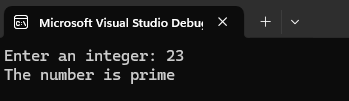 Microsoft Visual Studio Debu
Enter an integer: 23
The number is prime